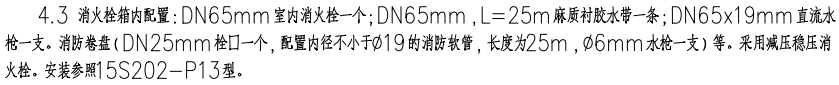 4.3 消火栓箱内配置:DN65mm室内消火栓一个;DN65mm,L=25m麻质衬胶水带一条;DN65x19mm直流水
枪一支。消防卷盘(DN25mm栓口一个,配置内径不小于Ø19的消防软管,长度为25m,Ø6mm水枪一支)等。采用减压稳压消
火栓。安装参照15S202-P13型。